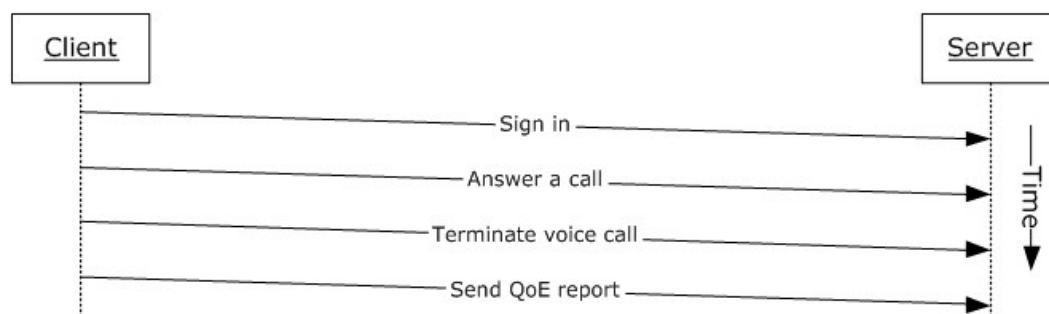 Client
Server
Sign in
Answer a call
Time
Terminate voice call
Send QoE report